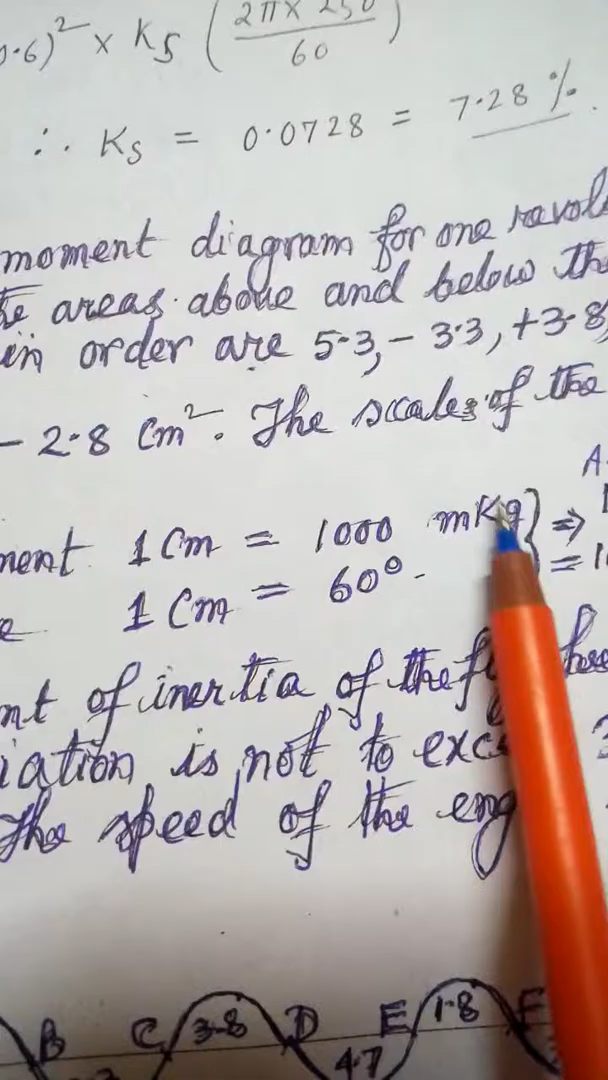 0.6)² × Ks ( 2π × 250 / 60 )
∴ Ks = 0.0728 = 7.28 %.
moment diagram for one revol
te areas above and below the
in order are 5.3, - 3.3, +3.8,
- 2.8 cm². The scales of the
ment 1 Cm = 1000 mkg } ⇒
e 1 Cm = 60°. =
nt of inertia of the
iation is not to exc
The speed of the eng
B C 3.8 D E 1.8 F
4.7